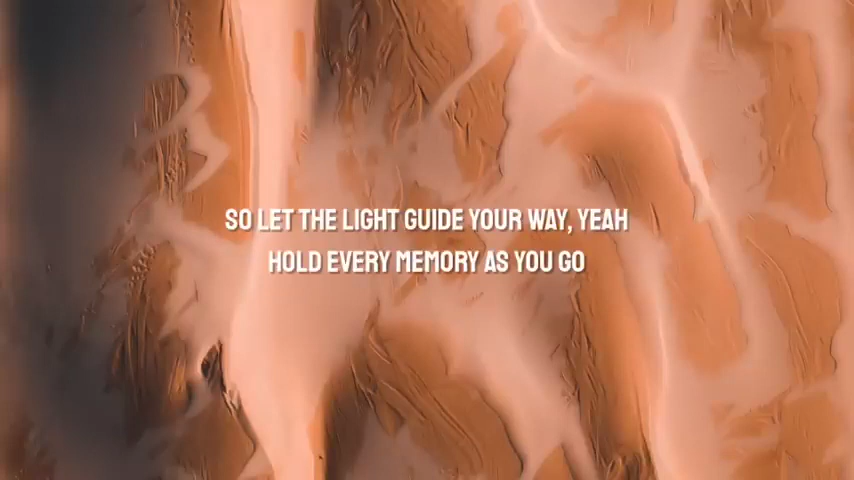 SO LET THE LIGHT GUIDE YOUR WAY, YEAH
HOLD EVERY MEMORY AS YOU GO